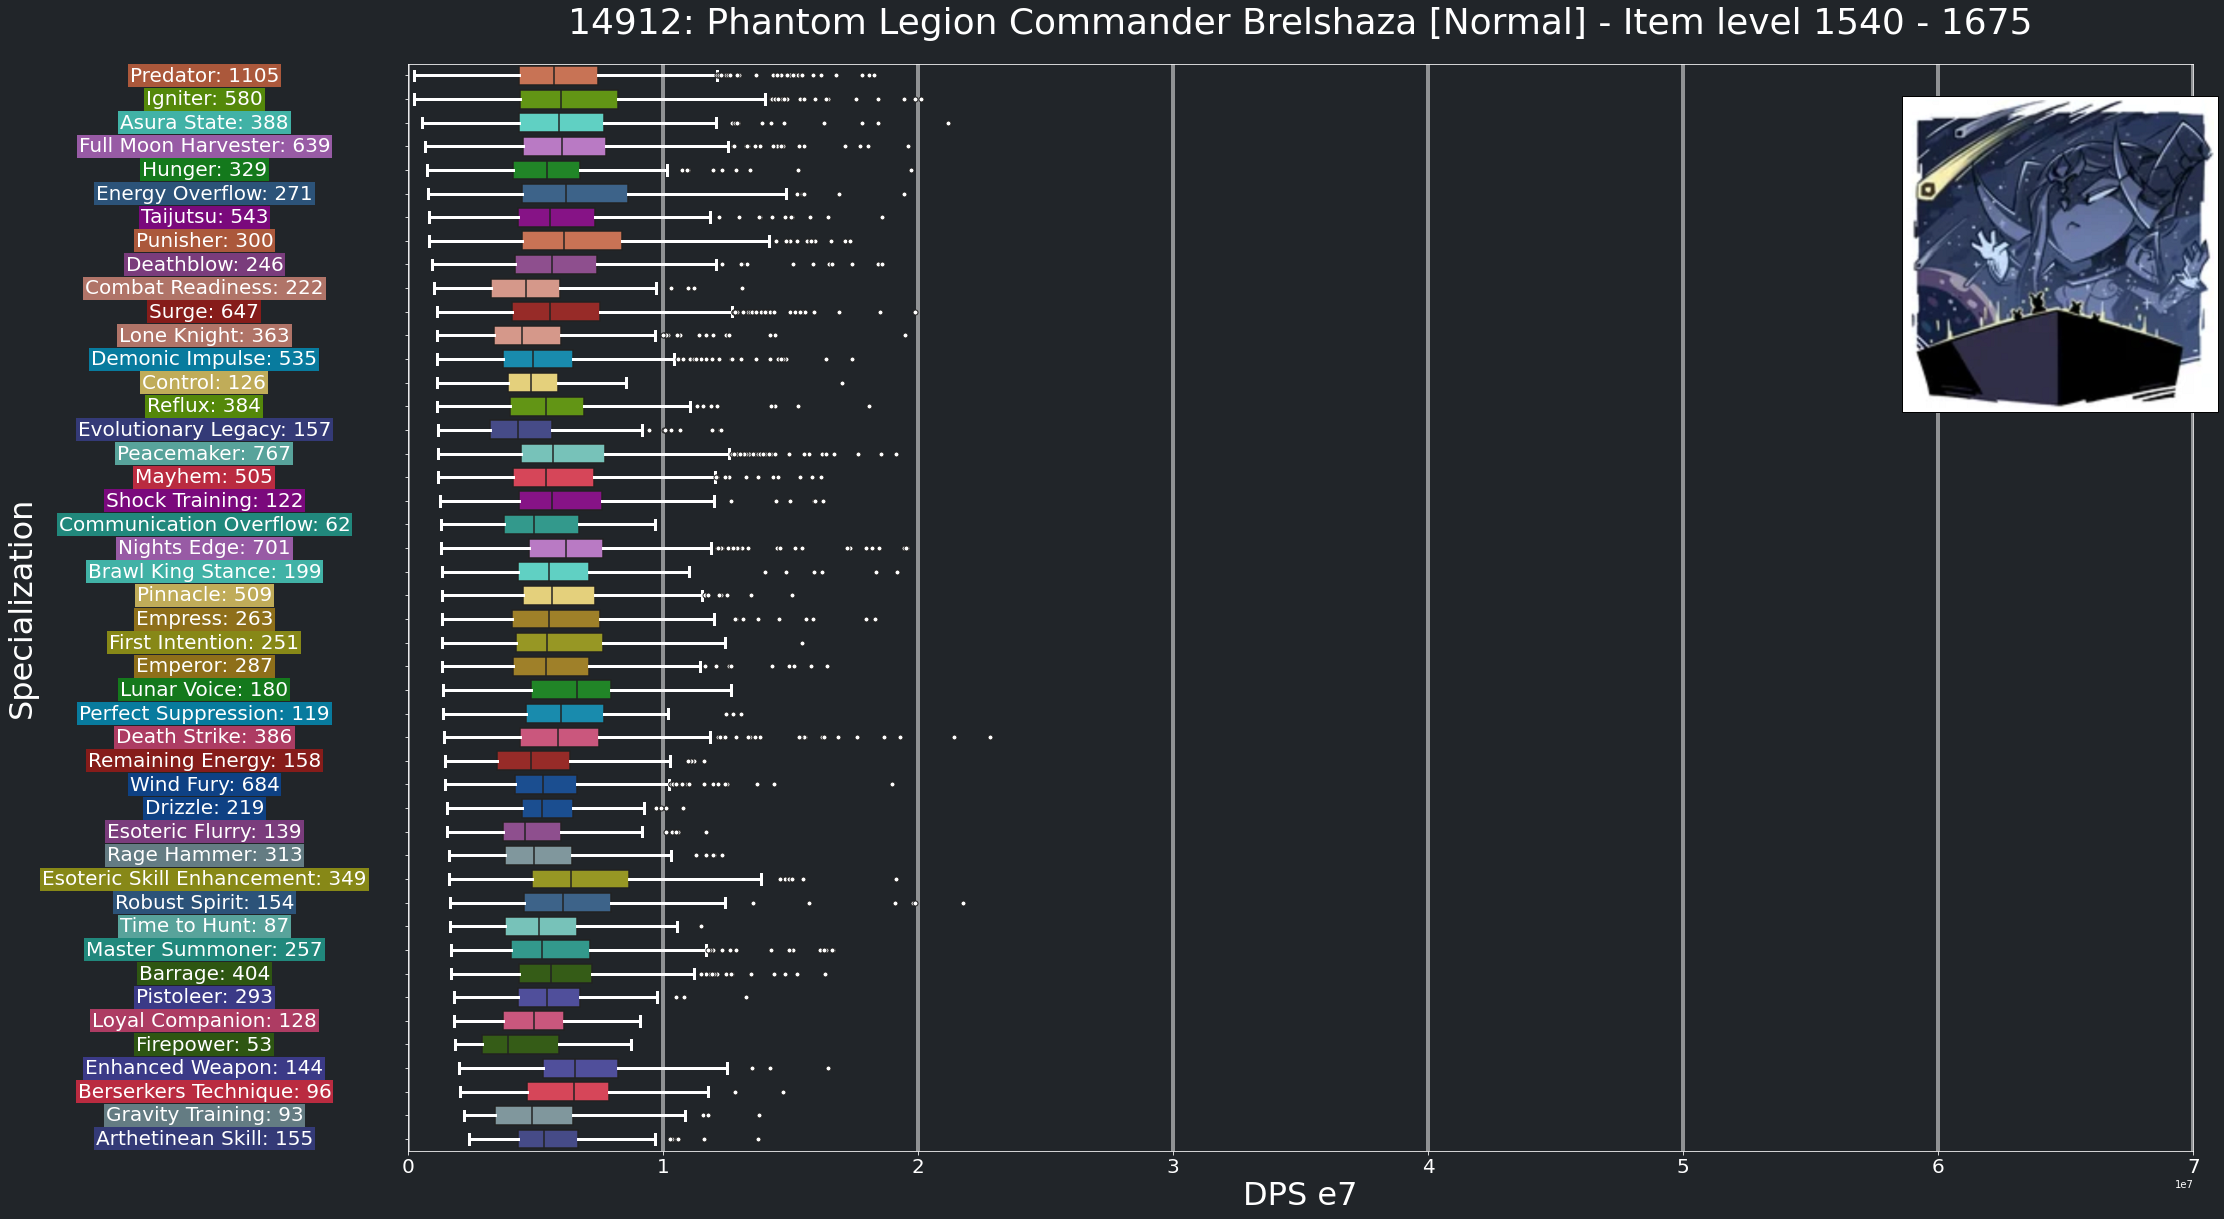 14912: Phantom Legion Commander Brelshaza [Normal] - Item level 1540 - 1675
Predator: 1105
Igniter: 580
Asura State: 388
Full Moon Harvester: 639
Hunger: 329
Energy Overflow: 271
Taijutsu: 543
Punisher: 300
Deathblow: 246
Combat Readiness: 222
Surge: 647
Lone Knight: 363
Demonic Impulse: 535
Control: 126
Reflux: 384
Evolutionary Legacy: 157
Peacemaker: 767
Mayhem: 505
Shock Training: 122
Communication Overflow: 62
Nights Edge: 701
Brawl King Stance: 199
Pinnacle: 509
Empress: 263
First Intention: 251
Emperor: 287
Lunar Voice: 180
Perfect Suppression: 119
Death Strike: 386
Remaining Energy: 158
Wind Fury: 684
Drizzle: 219
Esoteric Flurry: 139
Rage Hammer: 313
Esoteric Skill Enhancement: 349
Robust Spirit: 154
Time to Hunt: 87
Master Summoner: 257
Barrage: 404
Pistoleer: 293
Loyal Companion: 128
Firepower: 53
Enhanced Weapon: 144
Berserkers Technique: 96
Gravity Training: 93
Arthetinean Skill: 155
Specialization
0 1 2 3 4 5 6 7
1e7
DPS e7